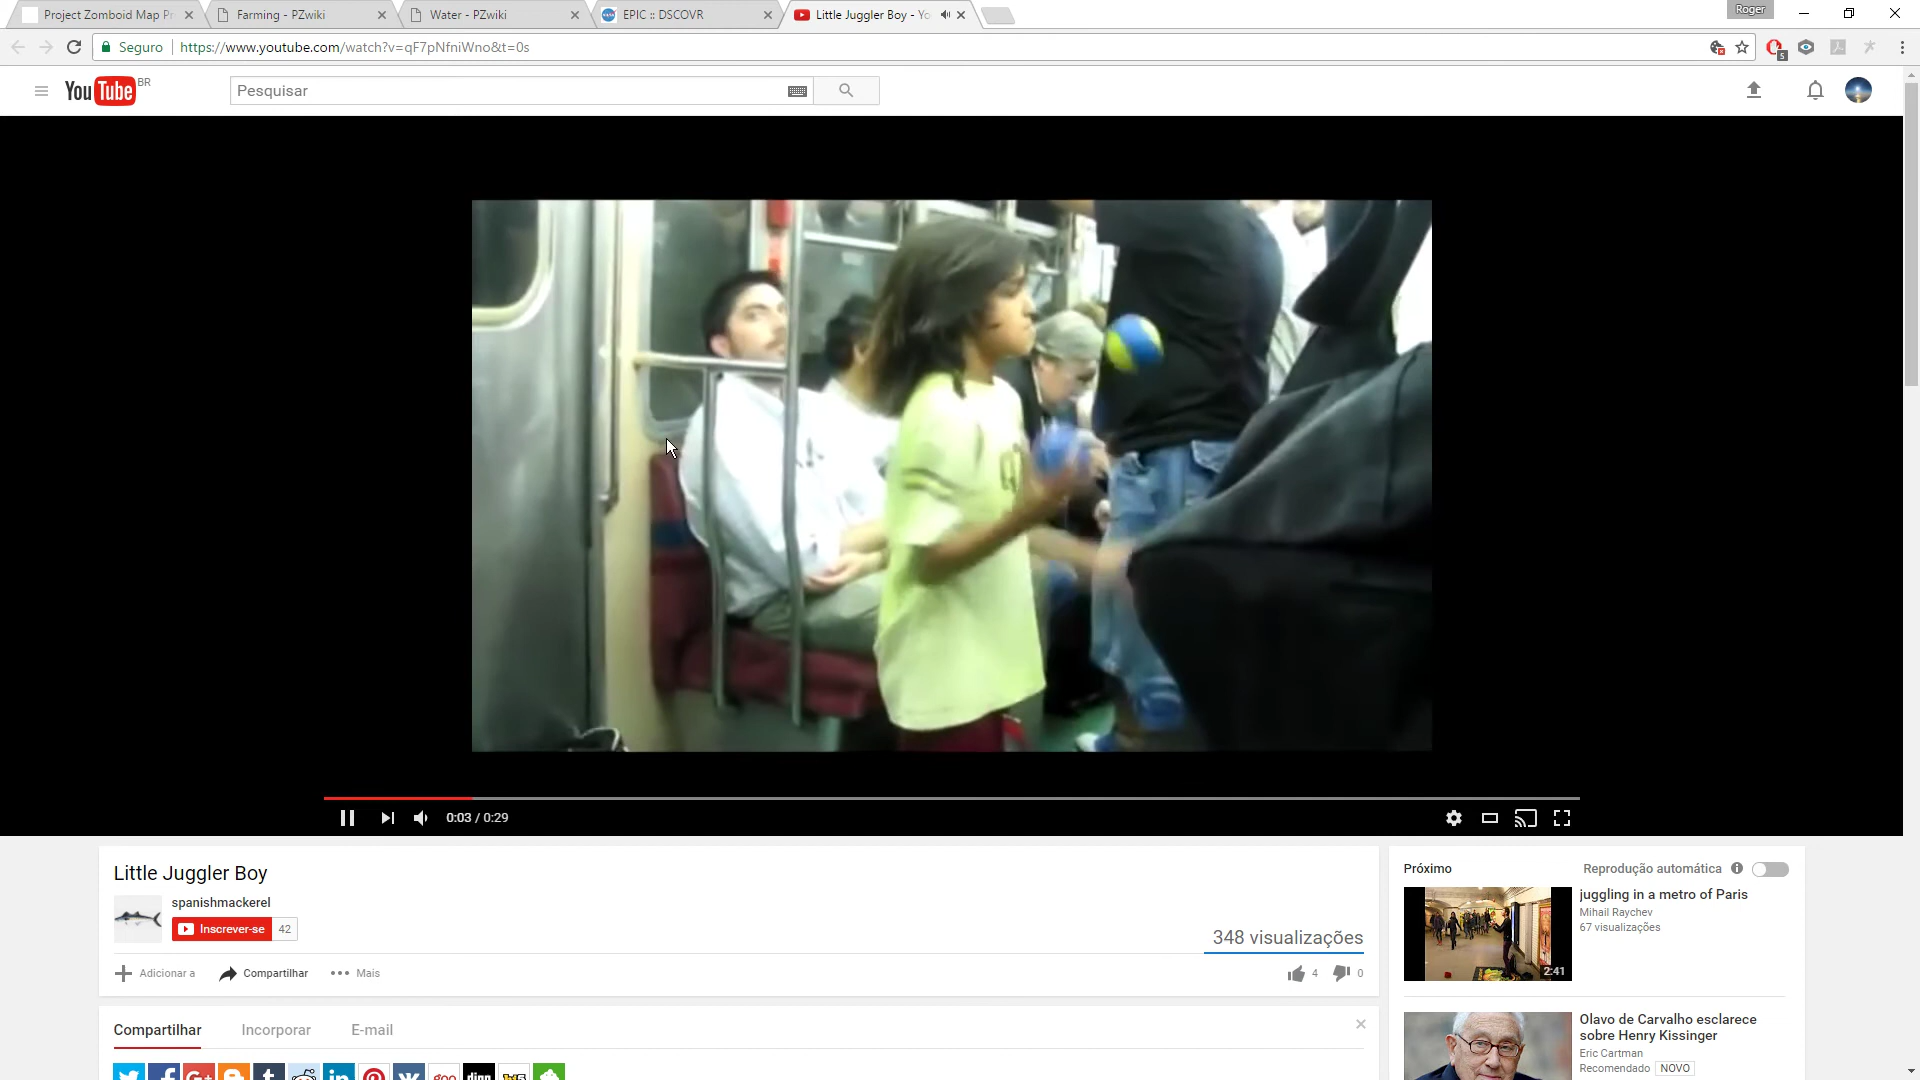 Project Zomboid Map Pr
Farming - PZwiki
Water - PZwiki
EPIC :: DSCOVR
Little Juggler Boy - Yo
Roger
Seguro
https://www.youtube.com/watch?v=qF7pNfniWno&t=0s
5
YouTube BR
Pesquisar
0:03 / 0:29
Little Juggler Boy
spanishmackerel
Inscrever-se 42
348 visualizações
Adicionar a
Compartilhar
Mais
4
0
Compartilhar
Incorporar
E-mail
Próximo
Reprodução automática
juggling in a metro of Paris
Mihail Raychev
67 visualizações
2:41
Olavo de Carvalho esclarece
sobre Henry Kissinger
Eric Cartman
Recomendado NOVO